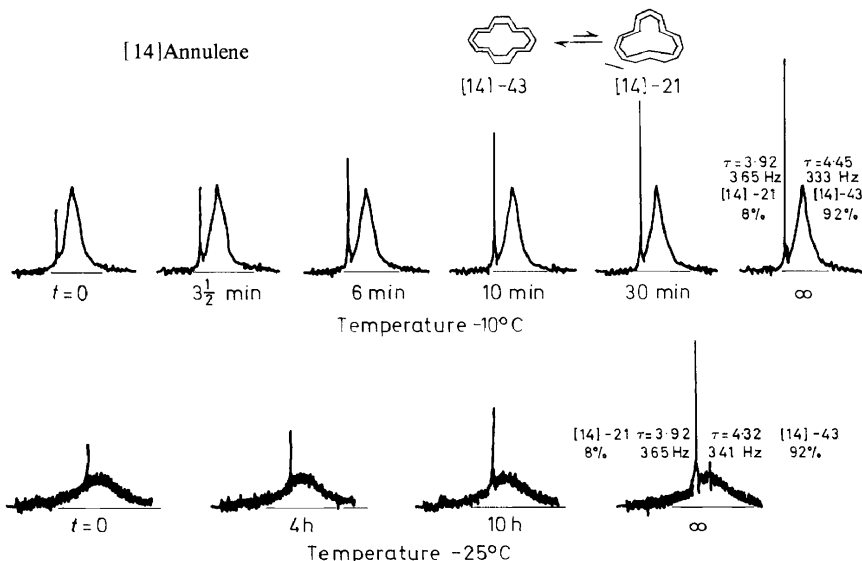 [14]Annulene
[14]-43 [14]-21
τ=3·92 τ=4·45
365 Hz 333 Hz
[14]-21 [14]-43
8% 92%
t=0 3½ min 6 min 10 min 30 min ∞
Temperature -10°C
[14]-21 τ=3·92 τ=4·32 [14]-43
8% 365 Hz 341 Hz 92%
t=0 4h 10h ∞
Temperature -25°C